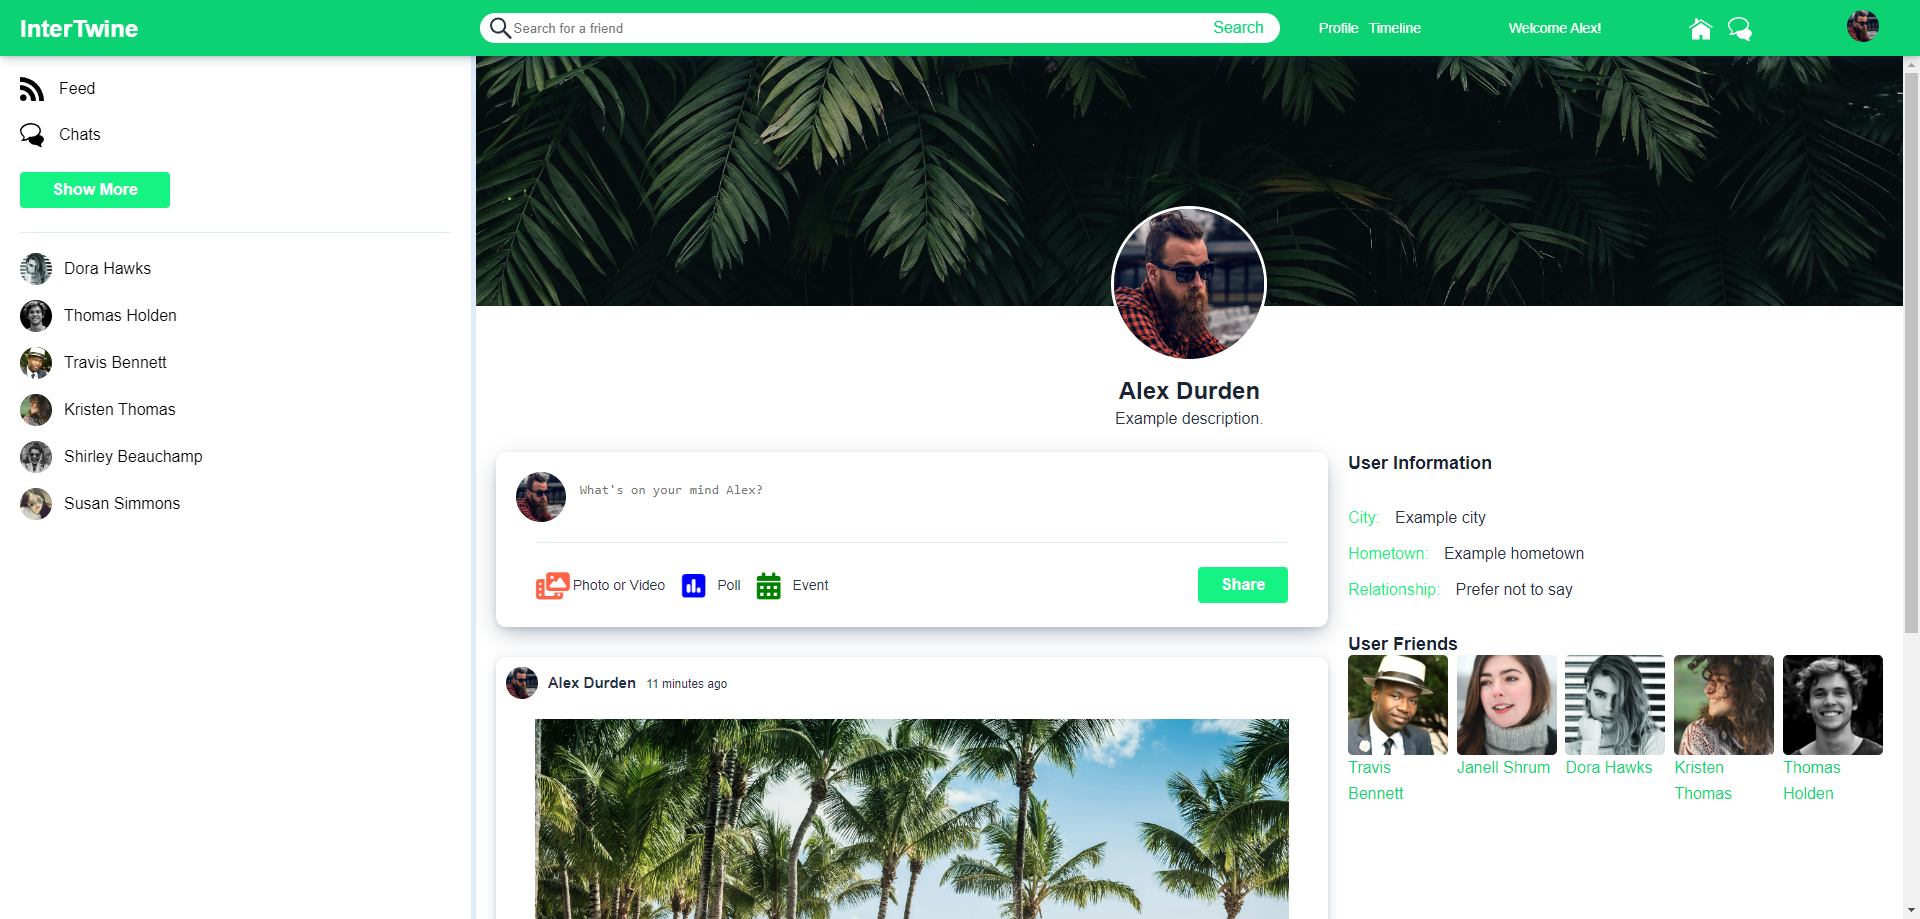 InterTwine
Search for a friend
Search
Profile Timeline
Welcome Alex!
Feed
Chats
Show More
Dora Hawks
Thomas Holden
Travis Bennett
Kristen Thomas
Shirley Beauchamp
Susan Simmons
Alex Durden
Example description.
What's on your mind Alex?
Photo or Video
Poll
Event
Share
Alex Durden 11 minutes ago
User Information
City: Example city
Hometown: Example hometown
Relationship: Prefer not to say
User Friends
Travis
Bennett
Janell Shrum
Dora Hawks
Kristen
Thomas
Thomas
Holden